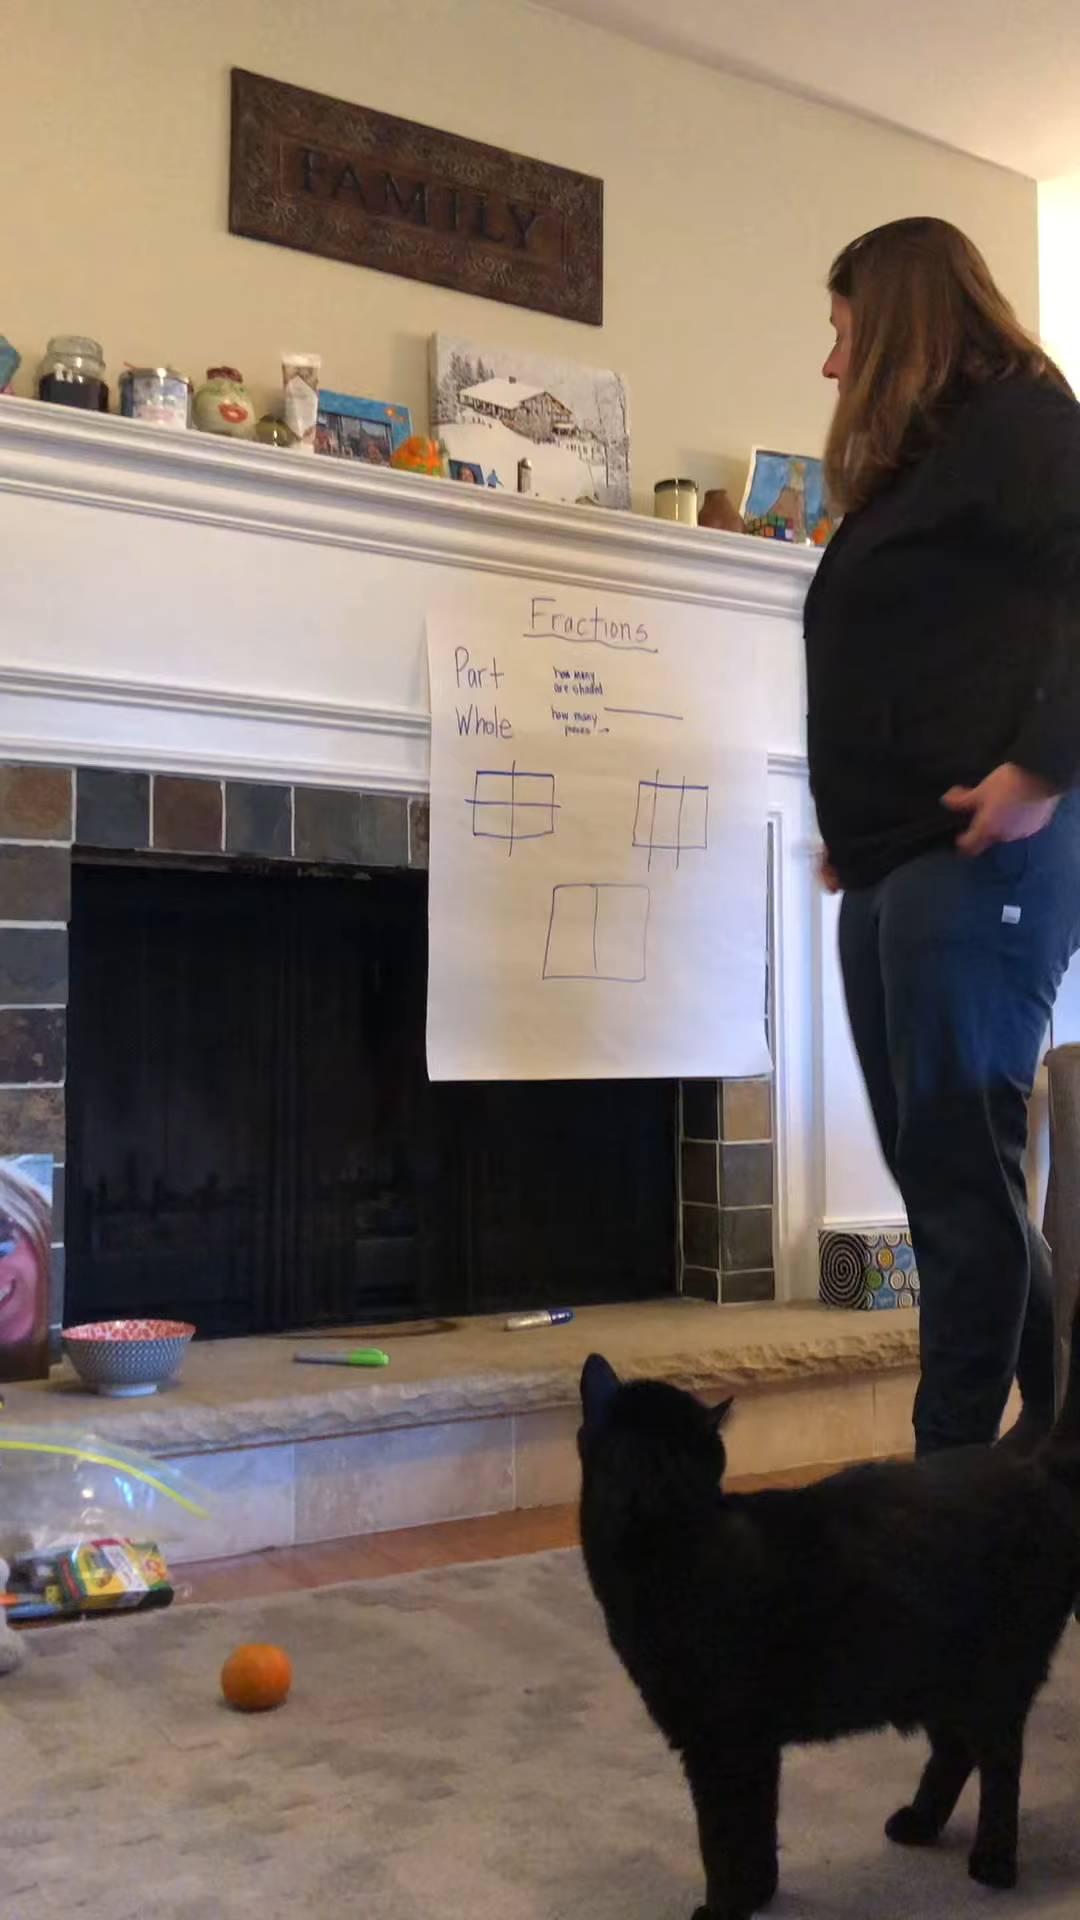 FAMILY
Fractions
Part how many
are shaded
Whole how many
pieces →